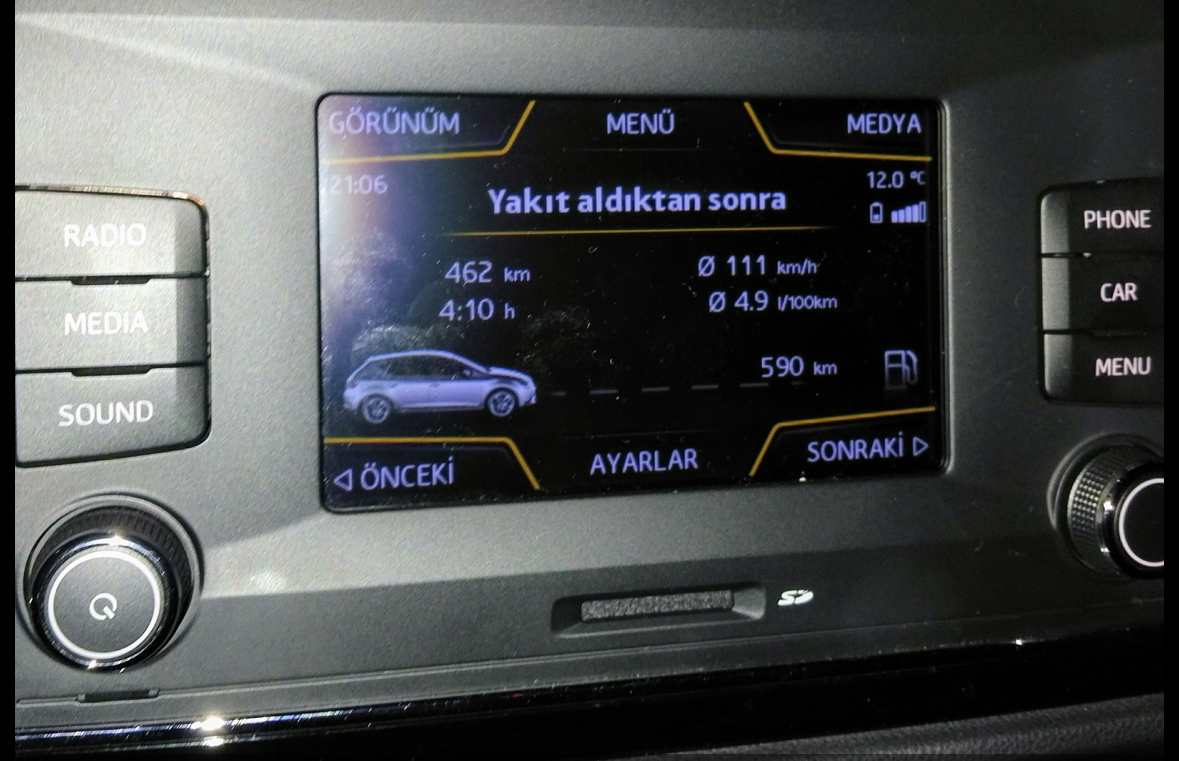 GÖRÜNÜM MENÜ MEDYA
21:06 12.0 °C
Yakıt aldıktan sonra
462 km Ø 111 km/h
4:10 h Ø 4.9 l/100km
590 km
◁ ÖNCEKİ AYARLAR SONRAKİ ▷
RADIO
MEDIA
SOUND
PHONE
CAR
MENU
SD